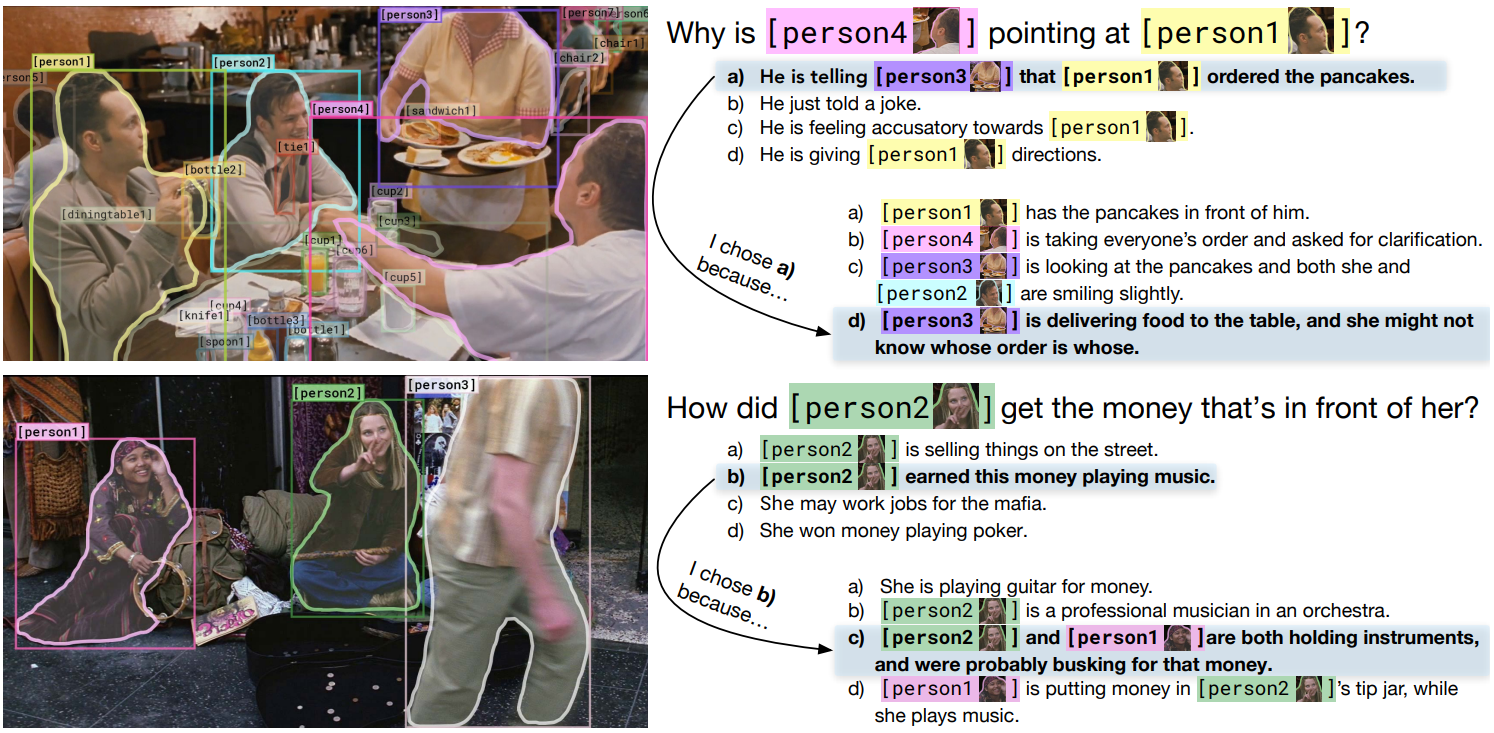 [person3]
[person7]
[person6
[chair1]
[chair2]
[person1]
[person2]
person5]
[person4]
[sandwich1]
[tie1]
[bottle2]
[cup2]
[diningtable1]
[cup3]
[cup1]
[cup6]
[cup5]
[cup4]
[knife1]
[bottle3]
[bottle1]
[spoon1]
Why is [person4 ] pointing at [person1 ]?
a) He is telling [person3 ] that [person1 ] ordered the pancakes.
b) He just told a joke.
c) He is feeling accusatory towards [person1 ].
d) He is giving [person1 ] directions.
I chose a)
because...
a) [person1 ] has the pancakes in front of him.
b) [person4 ] is taking everyone's order and asked for clarification.
c) [person3 ] is looking at the pancakes and both she and
[person2 ] are smiling slightly.
d) [person3 ] is delivering food to the table, and she might not
know whose order is whose.
[person3]
[person2]
[person1]
How did [person2 ] get the money that's in front of her?
a) [person2 ] is selling things on the street.
b) [person2 ] earned this money playing music.
c) She may work jobs for the mafia.
d) She won money playing poker.
I chose b)
because...
a) She is playing guitar for money.
b) [person2 ] is a professional musician in an orchestra.
c) [person2 ] and [person1 ] are both holding instruments,
and were probably busking for that money.
d) [person1 ] is putting money in [person2 ]'s tip jar, while
she plays music.